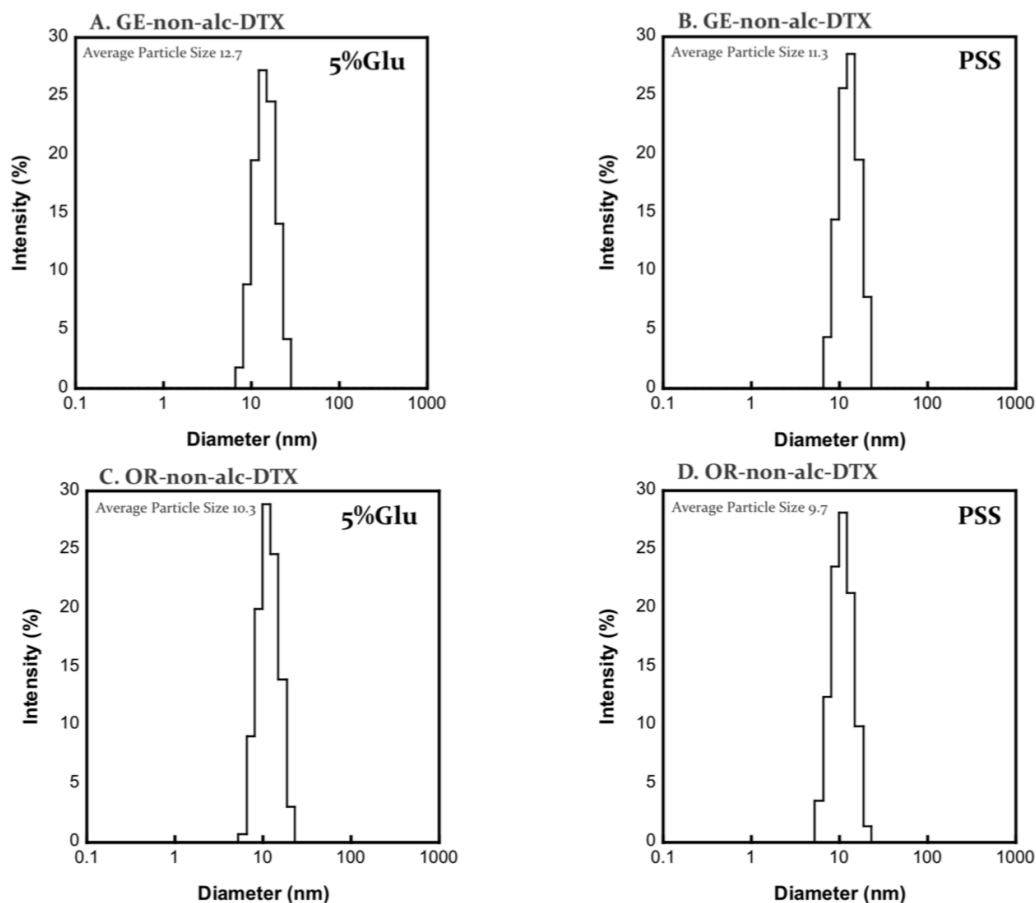 A. GE-non-alc-DTX
Average Particle Size 12.7
5%Glu
30
25
20
15
10
5
0
Intensity (%)
0.1 1 10 100 1000
Diameter (nm)
B. GE-non-alc-DTX
Average Particle Size 11.3
PSS
30
25
20
15
10
5
0
Intensity (%)
0.1 1 10 100 1000
Diameter (nm)
C. OR-non-alc-DTX
Average Particle Size 10.3
5%Glu
30
25
20
15
10
5
0
Intensity (%)
0.1 1 10 100 1000
Diameter (nm)
D. OR-non-alc-DTX
Average Particle Size 9.7
PSS
30
25
20
15
10
5
0
Intensity (%)
0.1 1 10 100 1000
Diameter (nm)